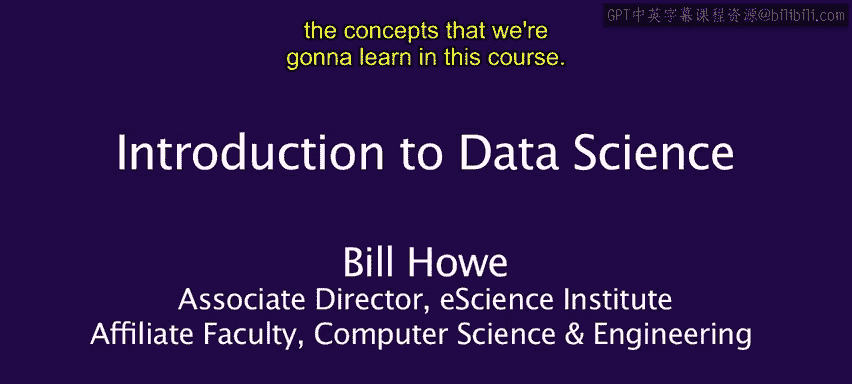 the concepts that we're
gonna learn in this course.
GPT中英字幕课程资源@bilibili.com
Introduction to Data Science
Bill Howe
Associate Director, eScience Institute
Affiliate Faculty, Computer Science & Engineering